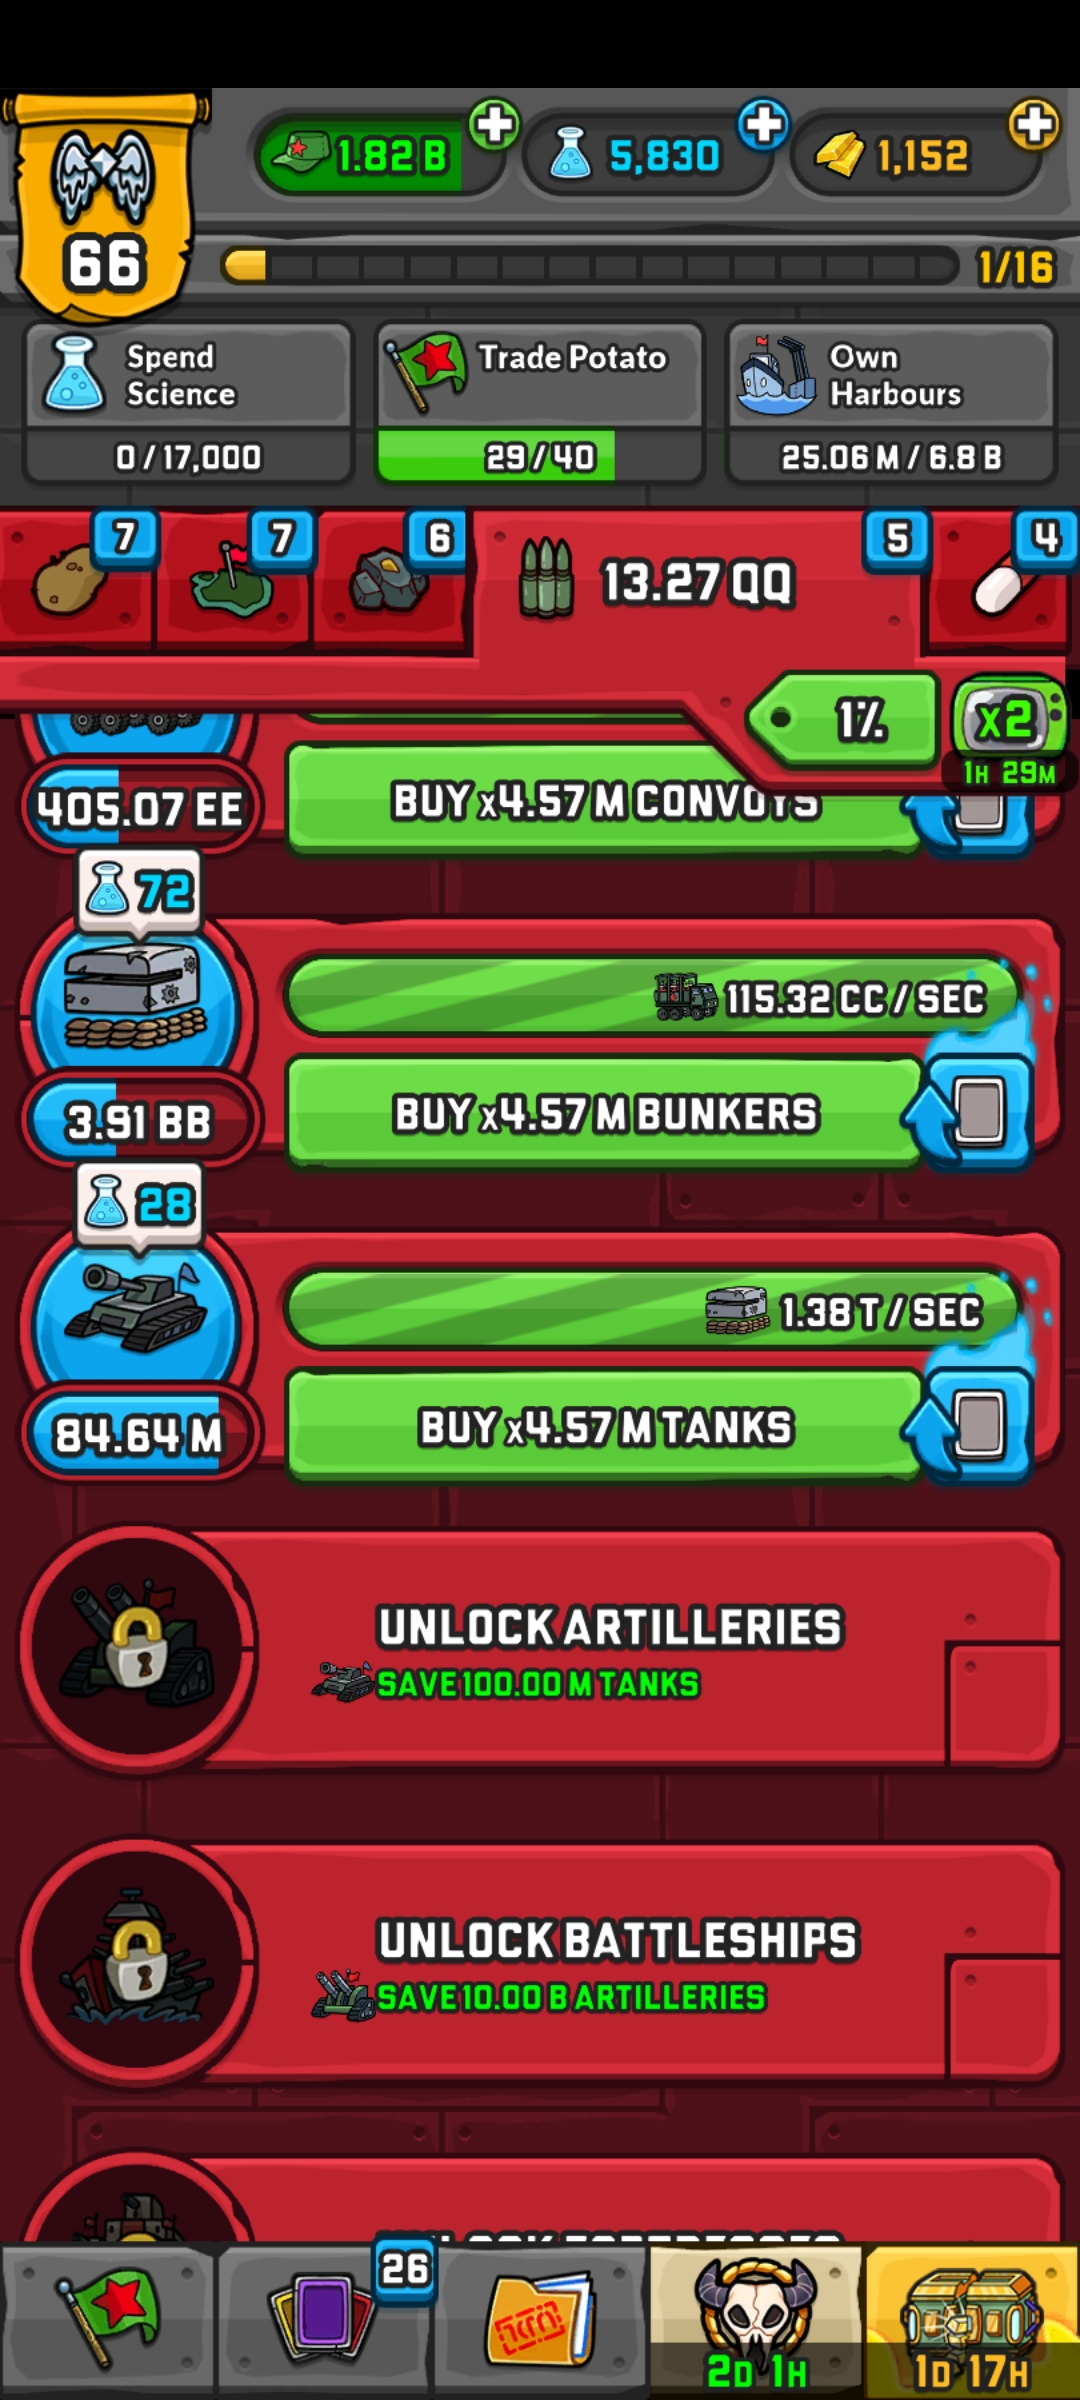 66
1.82 B
5,830
1,152
1/16
Spend
Science
0/17,000
Trade Potato
29/40
Own
Harbours
25.06 M / 6.8 B
7
7
6
13.27 QQ
5
4
1%
x2
1H 29M
405.07 EE
BUY x4.57 M CONVOYS
72
115.32 CC / SEC
3.91 BB
BUY x4.57 M BUNKERS
28
1.38 T / SEC
84.64 M
BUY x4.57 M TANKS
UNLOCK ARTILLERIES
SAVE 100.00 M TANKS
UNLOCK BATTLESHIPS
SAVE 10.00 B ARTILLERIES
26
2D 1H
1D 17H